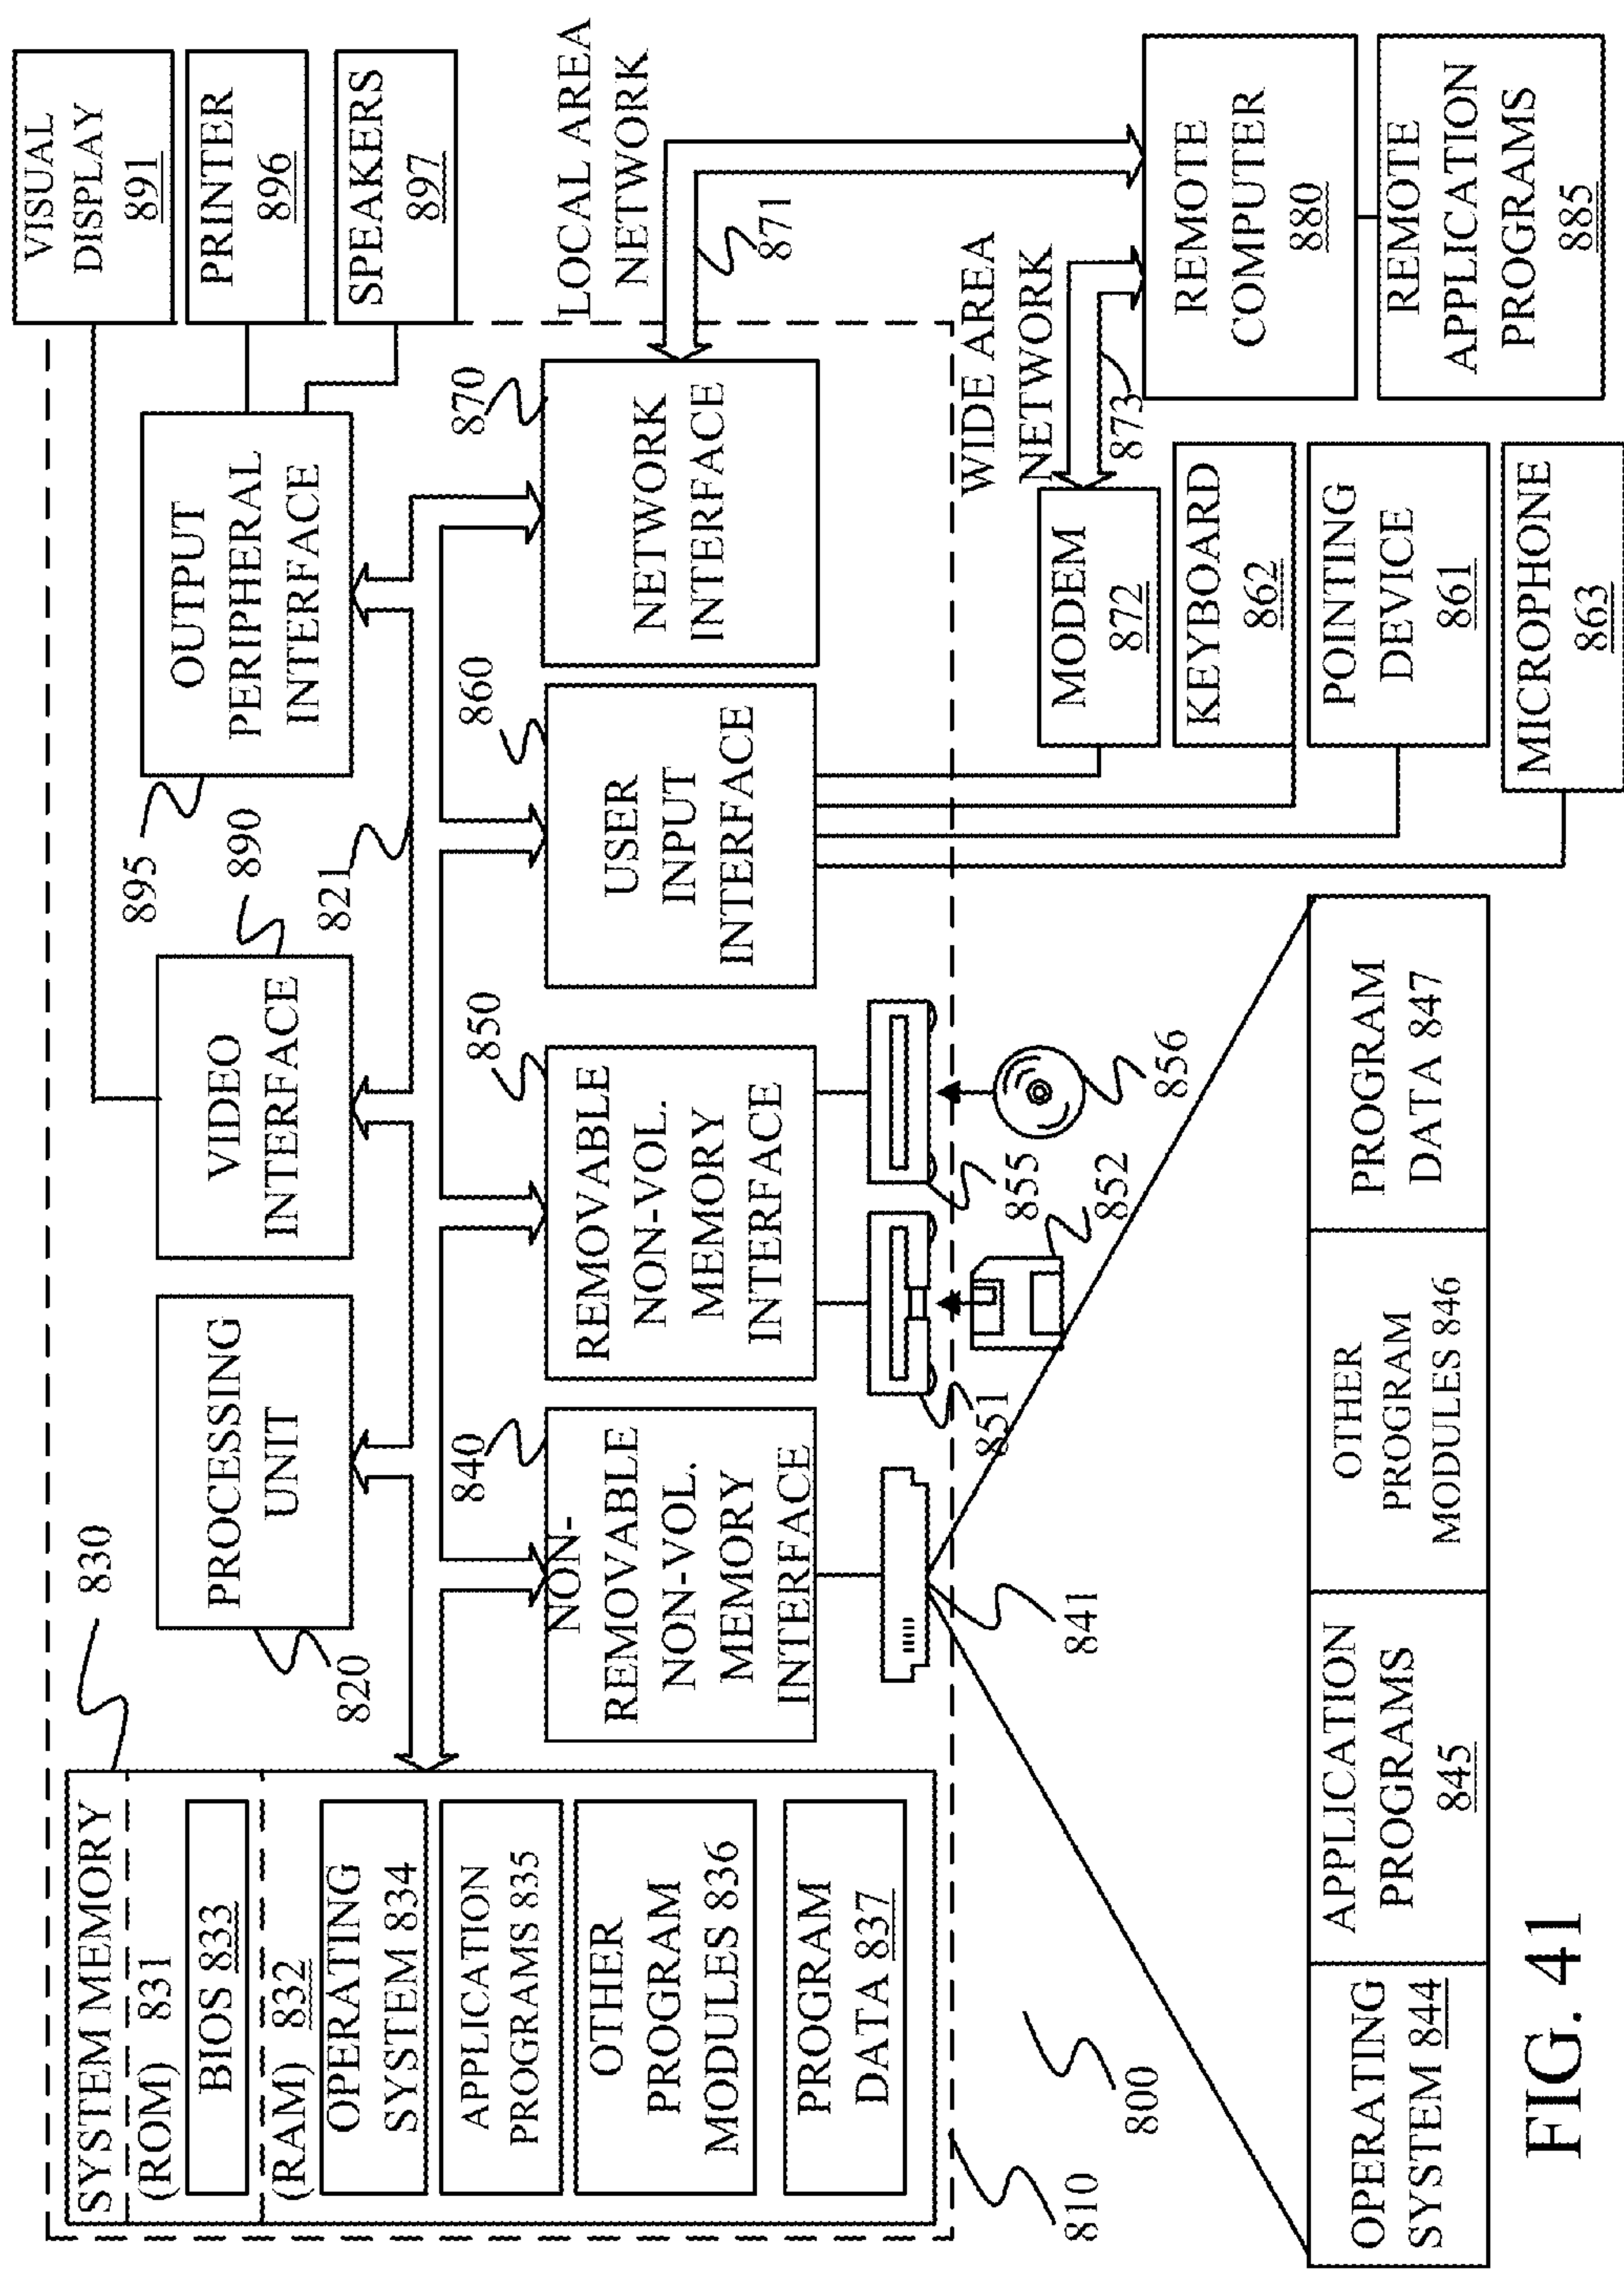 SYSTEM MEMORY
(ROM) 831
BIOS 833
(RAM) 832
OPERATING
SYSTEM 834
APPLICATION
PROGRAMS 835
OTHER
PROGRAM
MODULES 836
PROGRAM
DATA 837
830
820
PROCESSING
UNIT
VIDEO
INTERFACE
890
821
895
OUTPUT
PERIPHERAL
INTERFACE
VISUAL
DISPLAY
891
PRINTER
896
SPEAKERS
897
840
NON-
REMOVABLE
NON-VOL.
MEMORY
INTERFACE
850
REMOVABLE
NON-VOL.
MEMORY
INTERFACE
860
USER
INPUT
INTERFACE
870
NETWORK
INTERFACE
LOCAL AREA
NETWORK
871
WIDE AREA
NETWORK
873
810
800
841
851
852
855
856
MODEM
872
KEYBOARD
862
POINTING
DEVICE
861
MICROPHONE
863
REMOTE
COMPUTER
880
REMOTE
APPLICATION
PROGRAMS
885
OPERATING
SYSTEM 844
APPLICATION
PROGRAMS
845
OTHER
PROGRAM
MODULES 846
PROGRAM
DATA 847
FIG. 41